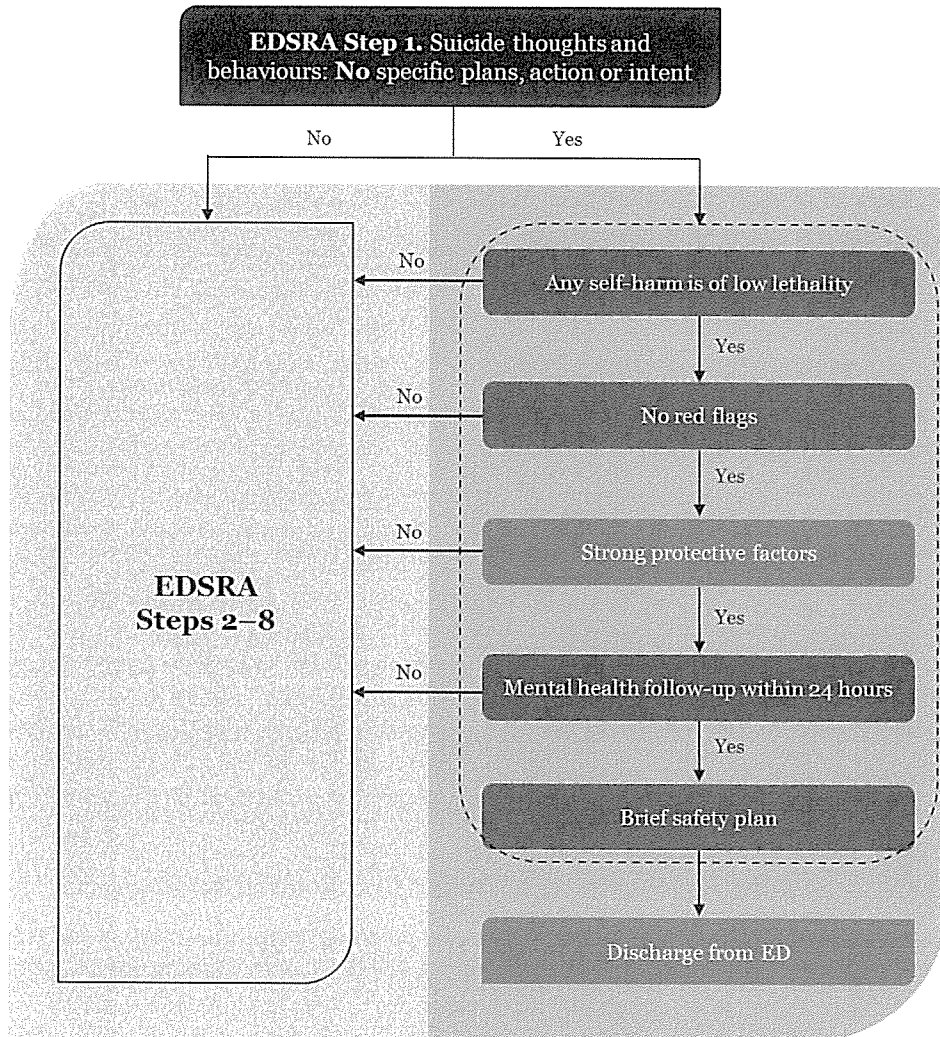 EDSRA Step 1. Suicide thoughts and
behaviours: No specific plans, action or intent
No
Yes
No
Any self-harm is of low lethality
Yes
No
No red flags
Yes
No
Strong protective factors
Yes
EDSRA
Steps 2–8
No
Mental health follow-up within 24 hours
Yes
Brief safety plan
Discharge from ED